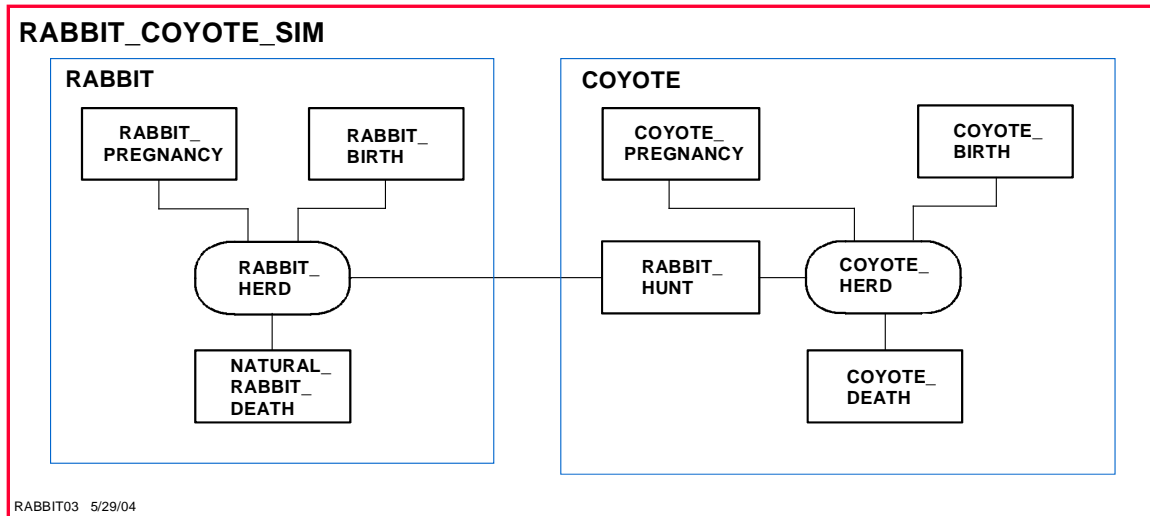 RABBIT_COYOTE_SIM
RABBIT
RABBIT_
PREGNANCY
RABBIT_
BIRTH
RABBIT_
HERD
NATURAL_
RABBIT_
DEATH
COYOTE
COYOTE_
PREGNANCY
COYOTE_
BIRTH
RABBIT_
HUNT
COYOTE_
HERD
COYOTE_
DEATH
RABBIT03 5/29/04